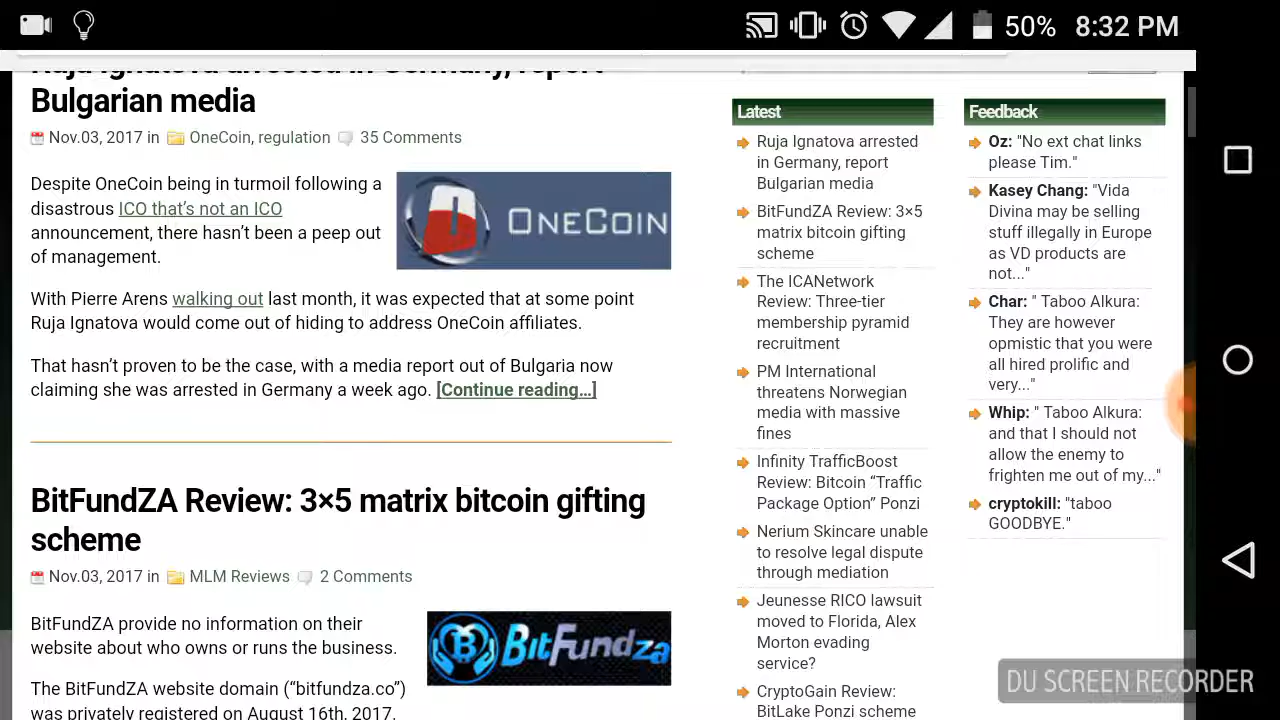 50% 8:32 PM
Ruja Ignatova arrested in Germany, report
Bulgarian media
Nov.03, 2017 in OneCoin, regulation 35 Comments
Despite OneCoin being in turmoil following a
disastrous ICO that's not an ICO
announcement, there hasn't been a peep out
of management.
ONECOIN
With Pierre Arens walking out last month, it was expected that at some point
Ruja Ignatova would come out of hiding to address OneCoin affiliates.
That hasn't proven to be the case, with a media report out of Bulgaria now
claiming she was arrested in Germany a week ago. [Continue reading…]
BitFundZA Review: 3×5 matrix bitcoin gifting
scheme
Nov.03, 2017 in MLM Reviews 2 Comments
BitFundZA provide no information on their
website about who owns or runs the business.
BitFundza
The BitFundZA website domain (“bitfundza.co”)
was privately registered on August 16th, 2017.
Latest
Ruja Ignatova arrested
in Germany, report
Bulgarian media
BitFundZA Review: 3×5
matrix bitcoin gifting
scheme
The ICANetwork
Review: Three-tier
membership pyramid
recruitment
PM International
threatens Norwegian
media with massive
fines
Infinity TrafficBoost
Review: Bitcoin “Traffic
Package Option” Ponzi
Nerium Skincare unable
to resolve legal dispute
through mediation
Jeunesse RICO lawsuit
moved to Florida, Alex
Morton evading
service?
CryptoGain Review:
BitLake Ponzi scheme
Feedback
Oz: "No ext chat links
please Tim."
Kasey Chang: "Vida
Divina may be selling
stuff illegally in Europe
as VD products are
not..."
Char: " Taboo Alkura:
They are however
opmistic that you were
all hired prolific and
very..."
Whip: " Taboo Alkura:
and that I should not
allow the enemy to
frighten me out of my..."
cryptokill: "taboo
GOODBYE."
DU SCREEN RECORDER